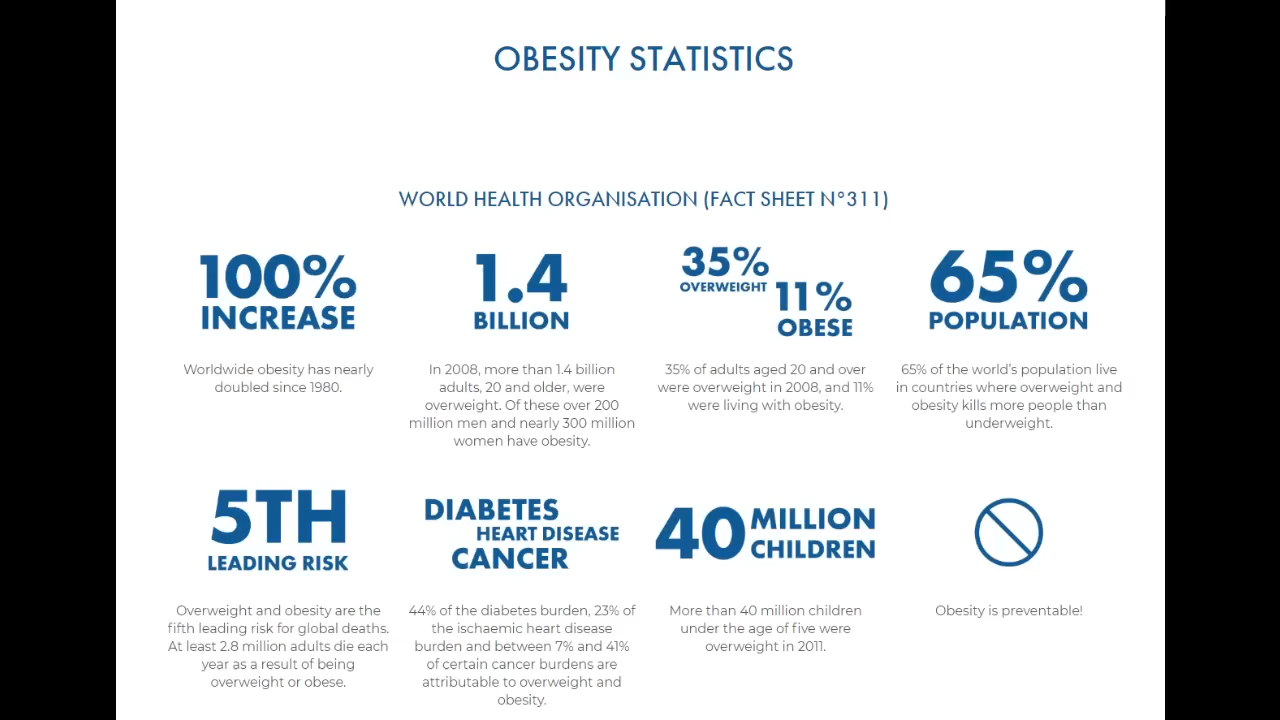 OBESITY STATISTICS
WORLD HEALTH ORGANISATION (FACT SHEET N°311)
100%
INCREASE
Worldwide obesity has nearly
doubled since 1980.
1.4
BILLION
In 2008, more than 1.4 billion
adults, 20 and older, were
overweight. Of these over 200
million men and nearly 300 million
women have obesity.
35%
OVERWEIGHT
11%
OBESE
35% of adults aged 20 and over
were overweight in 2008, and 11%
were living with obesity.
65%
POPULATION
65% of the world's population live
in countries where overweight and
obesity kills more people than
underweight.
5TH
LEADING RISK
Overweight and obesity are the
fifth leading risk for global deaths.
At least 2.8 million adults die each
year as a result of being
overweight or obese.
DIABETES
HEART DISEASE
CANCER
44% of the diabetes burden, 23% of
the ischaemic heart disease
burden and between 7% and 41%
of certain cancer burdens are
attributable to overweight and
obesity.
40 MILLION
CHILDREN
More than 40 million children
under the age of five were
overweight in 2011.
Obesity is preventable!